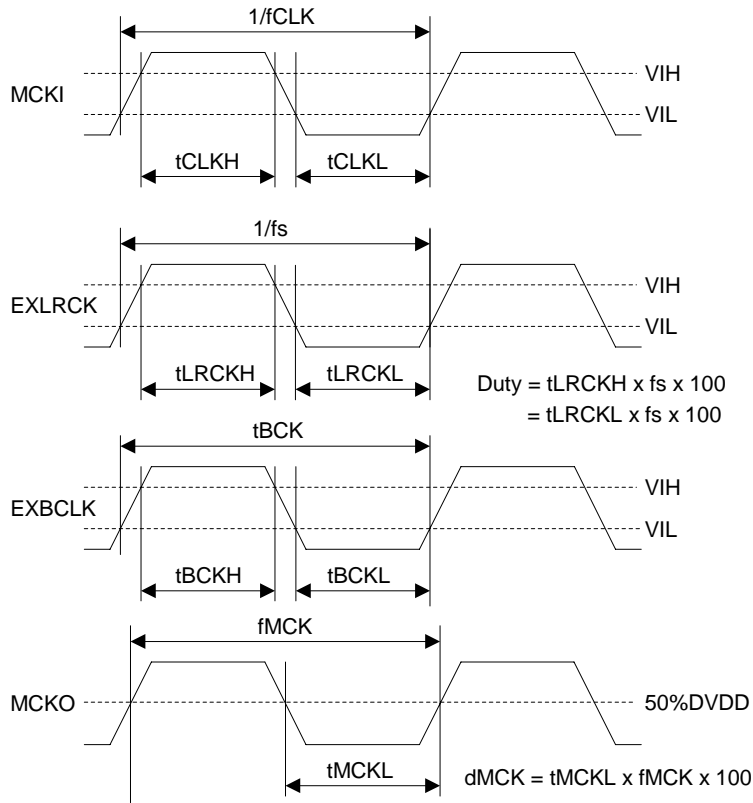 1/fCLK
VIH
MCKI
VIL
tCLKH
tCLKL
1/fs
VIH
EXLRCK
VIL
tLRCKH
tLRCKL
Duty = tLRCKH x fs x 100
= tLRCKL x fs x 100
tBCK
VIH
EXBCLK
VIL
tBCKH
tBCKL
fMCK
MCKO
50%DVDD
tMCKL
dMCK = tMCKL x fMCK x 100